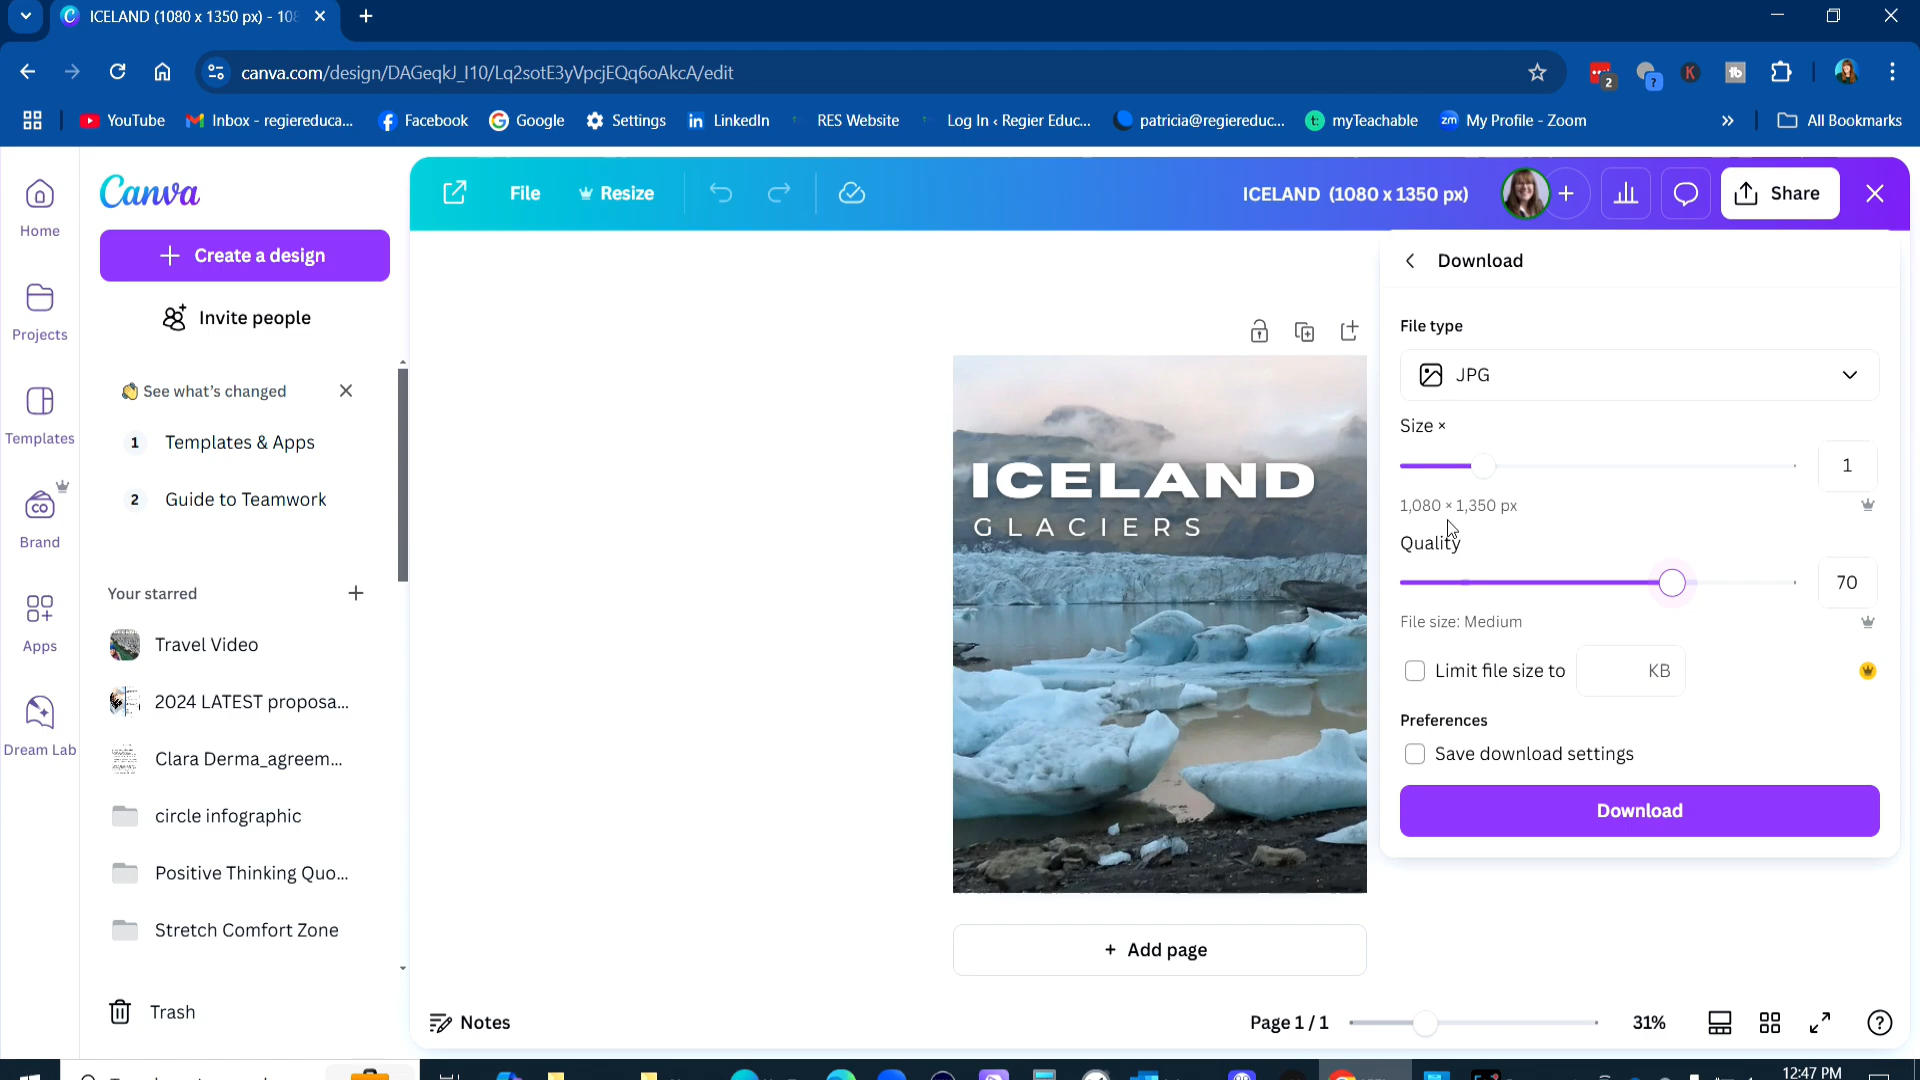 ICELAND (1080 x 1350 px) - 108
canva.com/design/DAGeqkJ_I10/Lq2sotE3yVpcjEQq6oAkcA/edit
2
?
K
YouTube
Inbox - regiereduca...
Facebook
Google
Settings
LinkedIn
RES Website
Log In ‹ Regier Educ...
patricia@regiereduc...
myTeachable
My Profile - Zoom
»
All Bookmarks
Home
Projects
Templates
Brand
Apps
Dream Lab
Canva
Create a design
Invite people
See what's changed
1 Templates & Apps
2 Guide to Teamwork
Your starred
Travel Video
2024 LATEST proposa...
Clara Derma_agreem...
circle infographic
Positive Thinking Quo...
Stretch Comfort Zone
Trash
File
Resize
ICELAND (1080 x 1350 px)
Share
ICELAND
GLACIERS
+ Add page
Download
File type
JPG
Size ×
1
1,080 × 1,350 px
Quality
70
File size: Medium
Limit file size to
KB
Preferences
Save download settings
Download
Notes
Page 1 / 1
31%
12:47 PM